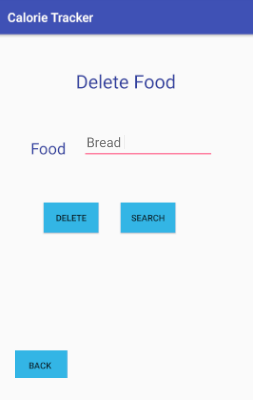 Calorie Tracker
Delete Food
Food Bread
DELETE SEARCH
BACK